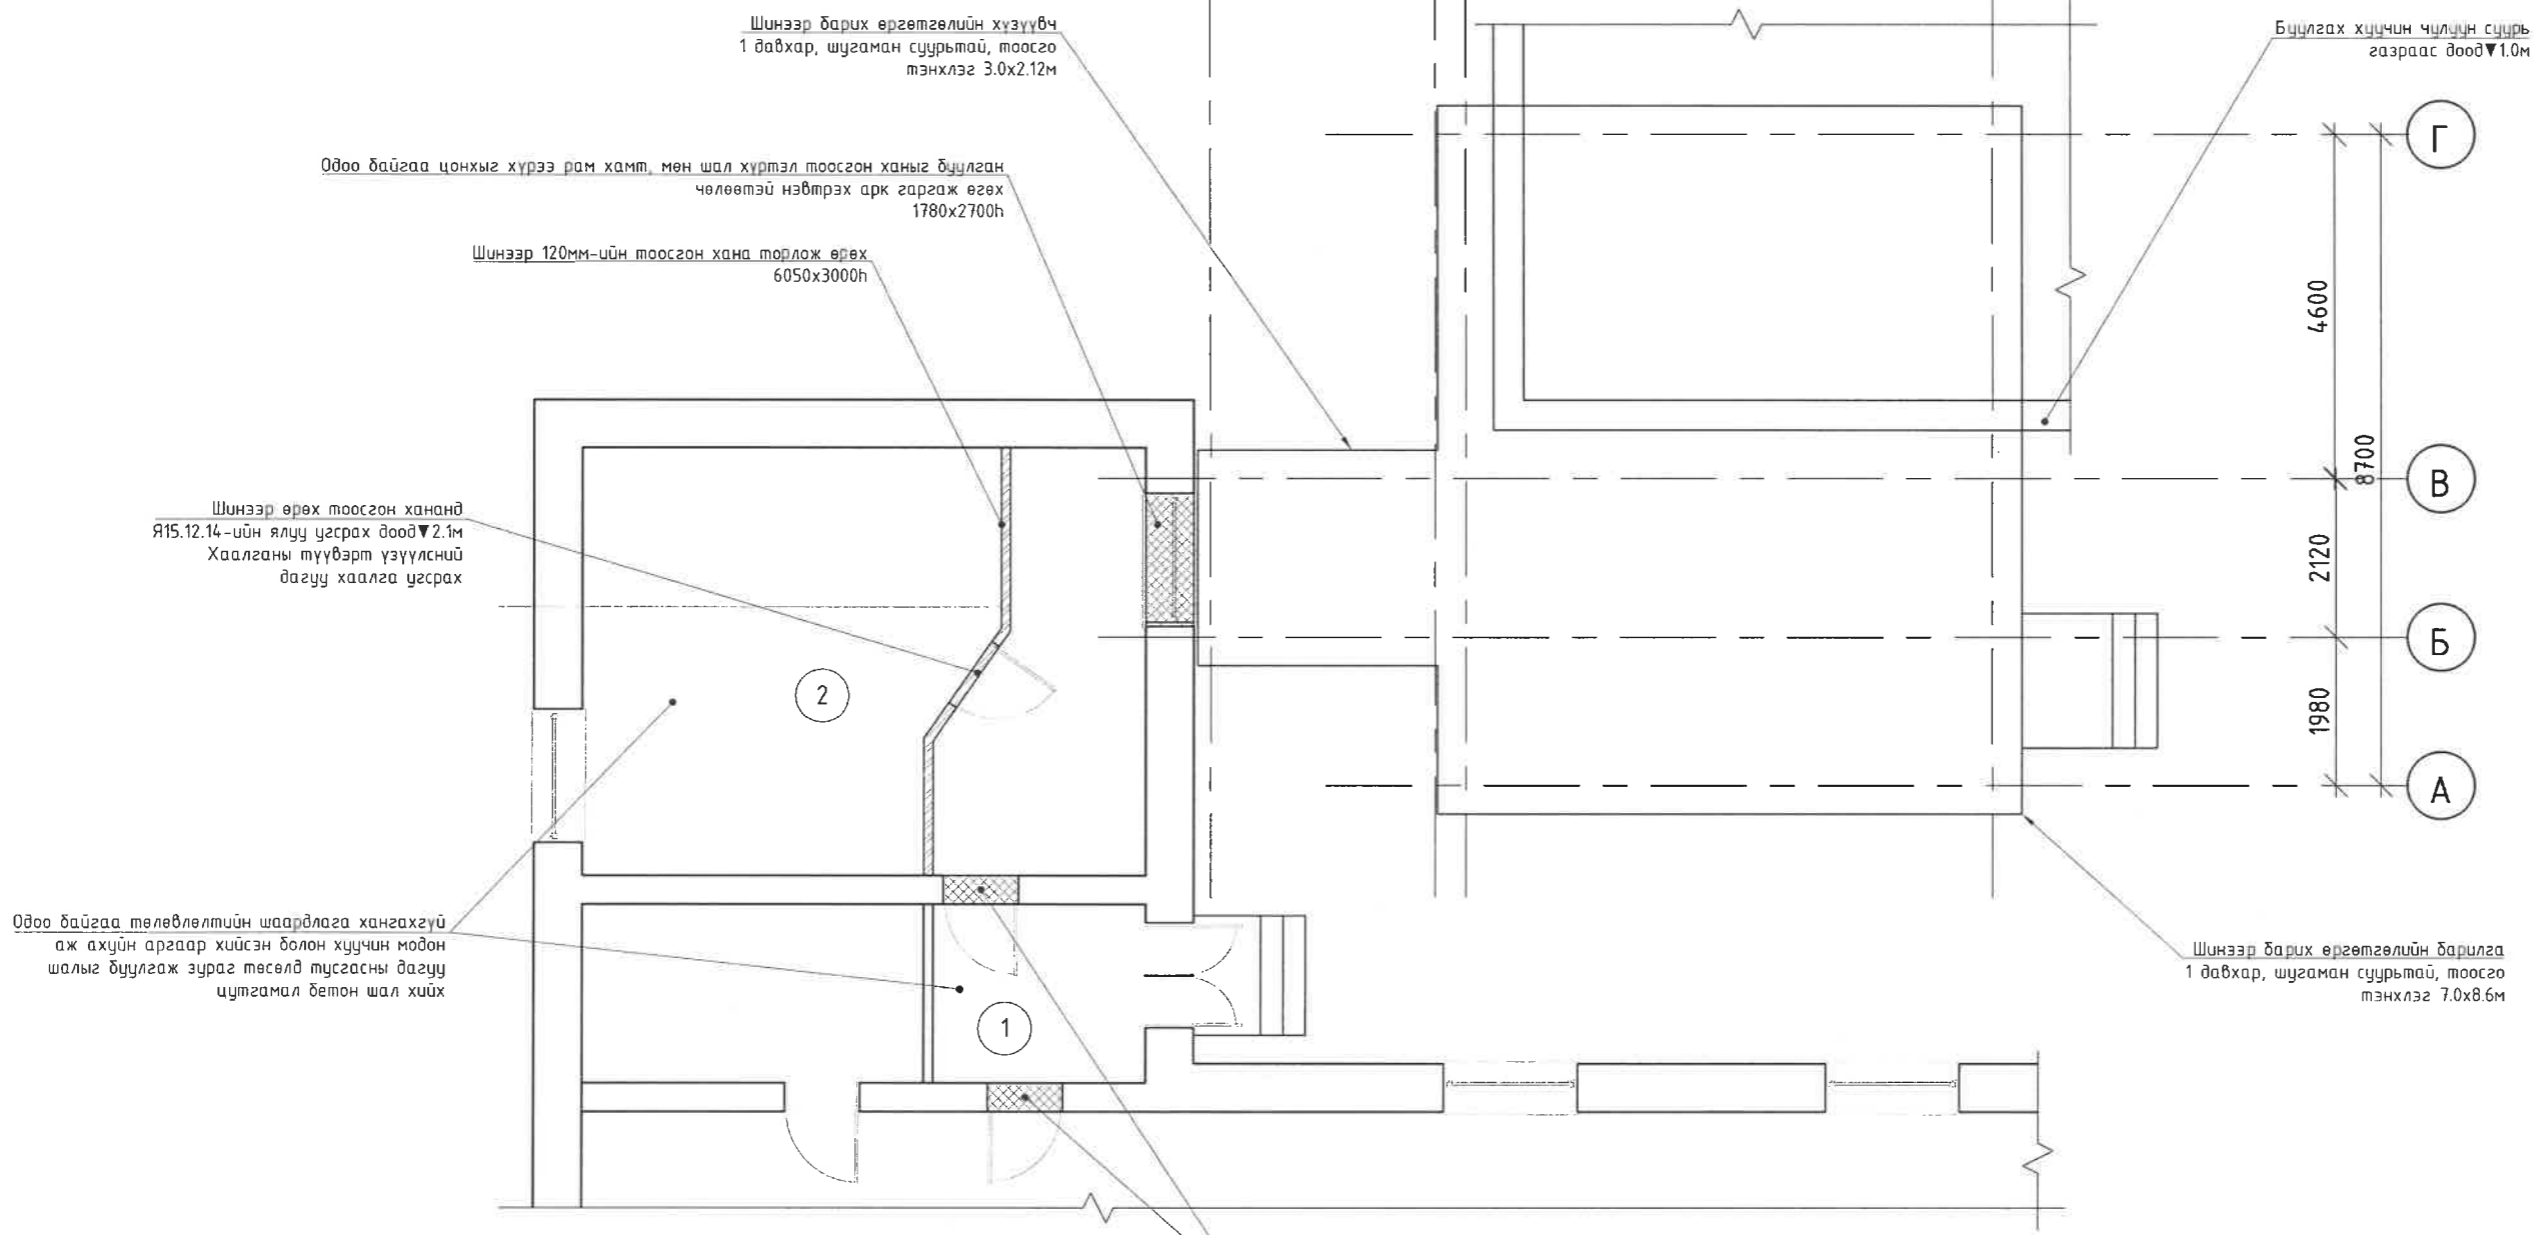 Шинээр барих өргөтгөлийн хүзүүвч
1 давхар, шугаман суурьтай, тоосго
тэнхлэг 3.0x2.12м
Буулгах хуучин чулуун суурь
газраас доод▼1.0м
Одоо байгаа цонхыг хүрээ рам хамт, мөн шал хүртэл тоосгон ханыг буулган
чөлөөтэй нэвтрэх арк гаргаж өгөх
1780x2700h
Шинээр 120мм-ийн тоосгон хана торлож өрөх
6050x3000h
Шинээр өрөх тоосгон хананд
Я15.12.14-ийн ялуу угсрах доод▼2.1м
Хаалганы түүвэрт үзүүлсний
дагуу хаалга угсрах
Одоо байгаа төлөвлөлтийн шаардлага хангахгүй
аж ахуйн аргаар хийсэн болон хуучин модон
шалыг буулгаж зураг төсөлд тусгасны дагуу
цутгамал бетон шал хийх
2
1
Г
В
Б
А
4600
2120
1980
8700
Шинээр барих өргөтгөлийн барилга
1 давхар, шугаман суурьтай, тоосго
тэнхлэг 7.0x8.6м